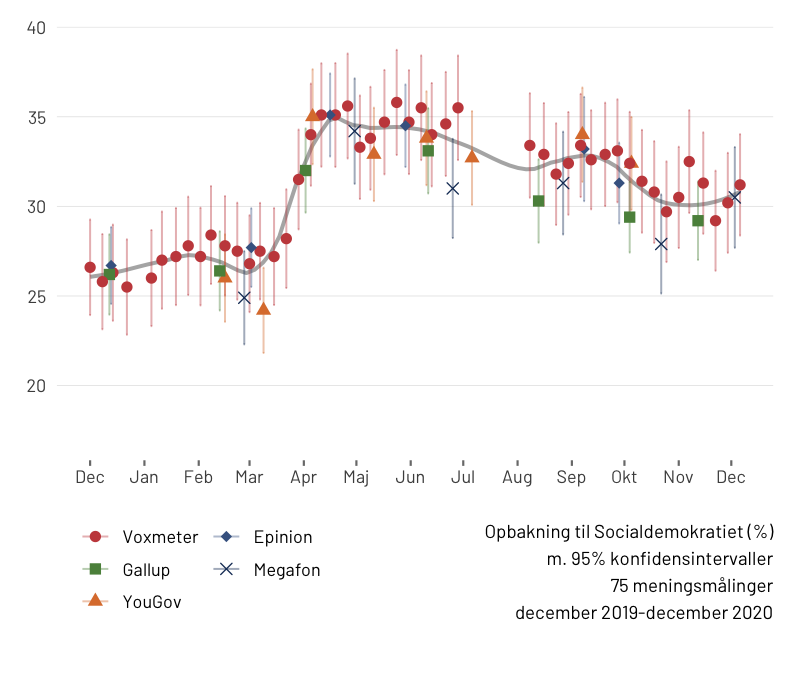 40
35
30
25
20
Dec Jan Feb Mar Apr Maj Jun Jul Aug Sep Okt Nov Dec
Voxmeter Epinion
Gallup Megafon
YouGov
Opbakning til Socialdemokratiet (%)
m. 95% konfidensintervaller
75 meningsmålinger
december 2019-december 2020